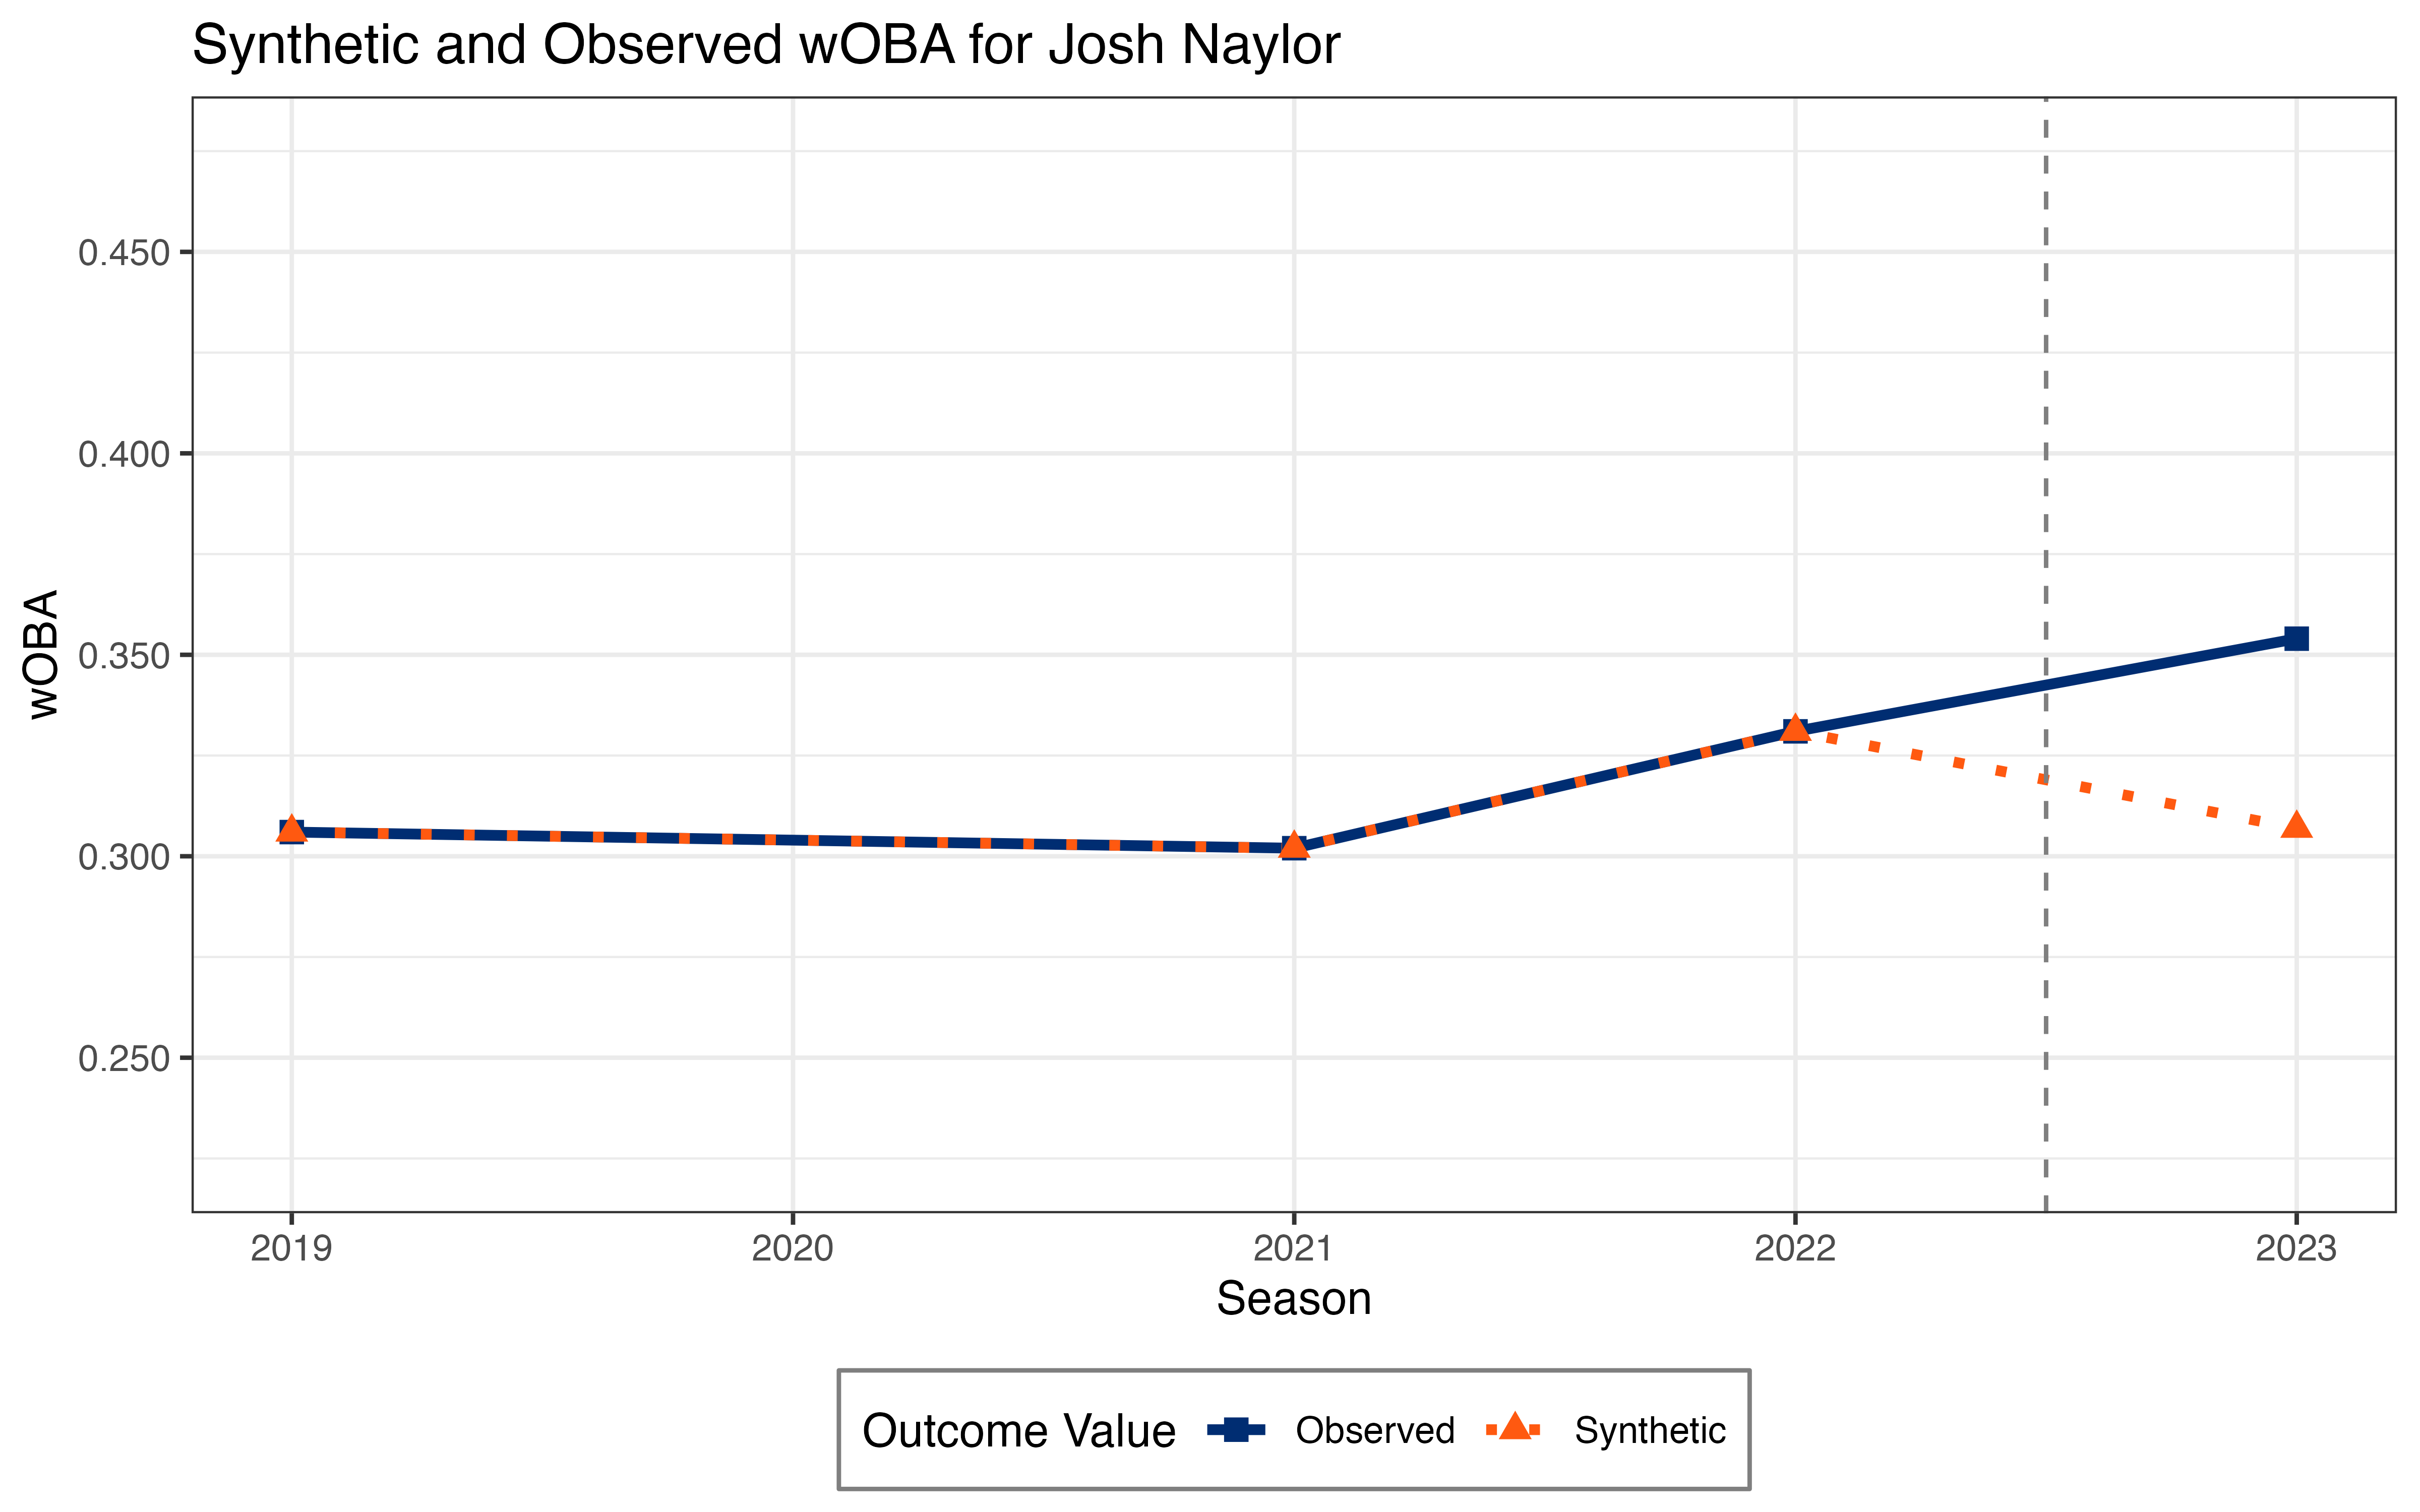 Synthetic and Observed wOBA for Josh Naylor
wOBA
0.450
0.400
0.350
0.300
0.250
2019 2020 2021 2022 2023
Season
Outcome Value Observed Synthetic